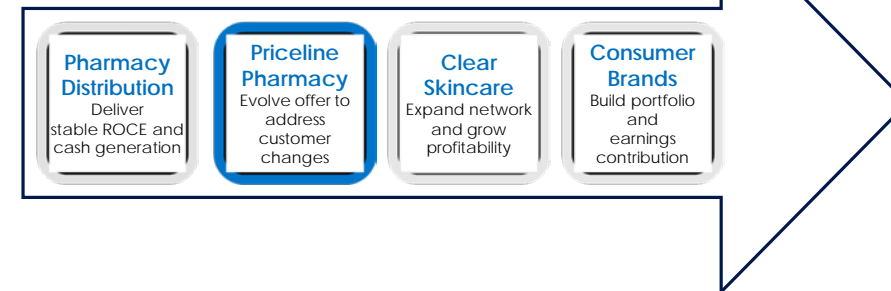 Pharmacy
Distribution
Deliver
stable ROCE and
cash generation
Priceline
Pharmacy
Evolve offer to
address
customer
changes
Clear
Skincare
Expand network
and grow
profitability
Consumer
Brands
Build portfolio
and
earnings
contribution